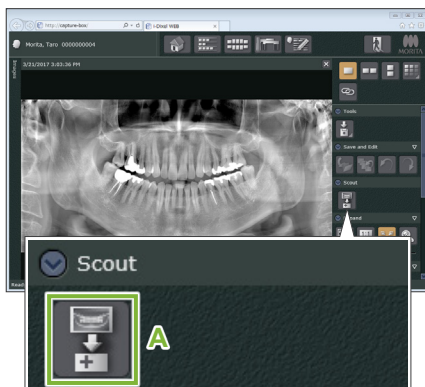 http://capture-box/
i-Dixel WEB
Morita, Taro 0000000004
MORITA
Images
3/21/2017 3:03:36 PM
Tools
Save and Edit
Scout
Scout
A